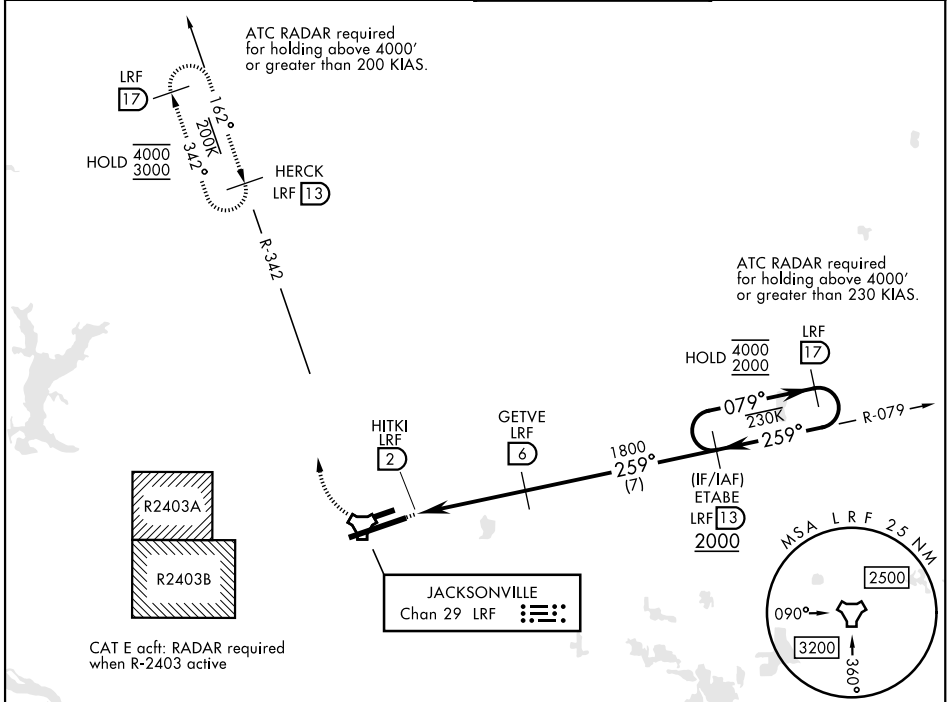 ATC RADAR required
for holding above 4000'
or greater than 200 KIAS.
LRF
17
162°
200K
342°
HOLD 4000
3000
HERCK
LRF 13
R-342
ATC RADAR required
for holding above 4000'
or greater than 230 KIAS.
LRF
17
HOLD 4000
2000
079°
230K
259°
R-079
HITKI
LRF
2
GETVE
LRF
6
1800
259°
(7)
(IF/IAF)
ETABE
LRF 13
2000
R2403A
R2403B
CAT E acft: RADAR required
when R-2403 active
JACKSONVILLE
Chan 29 LRF
MSA LRF 25 NM
2500
090°
3200
360°